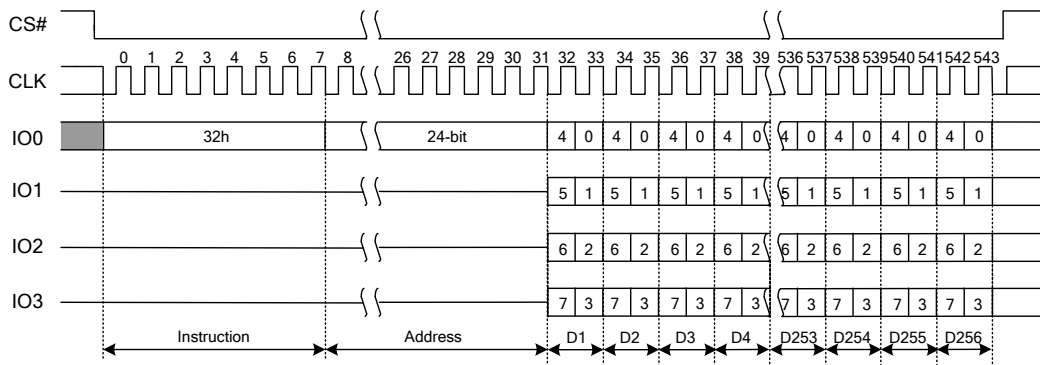 CS#
0 1 2 3 4 5 6 7 8 26 27 28 29 30 31 32 33 34 35 36 37 38 39 536 537 538 539 540 541 542 543
CLK
IO0 32h 24-bit 4 0 4 0 4 0 4 0 4 0 4 0 4 0 4 0
IO1 5 1 5 1 5 1 5 1 5 1 5 1 5 1 5 1
IO2 6 2 6 2 6 2 6 2 6 2 6 2 6 2 6 2
IO3 7 3 7 3 7 3 7 3 7 3 7 3 7 3 7 3
Instruction Address D1 D2 D3 D4 D253 D254 D255 D256